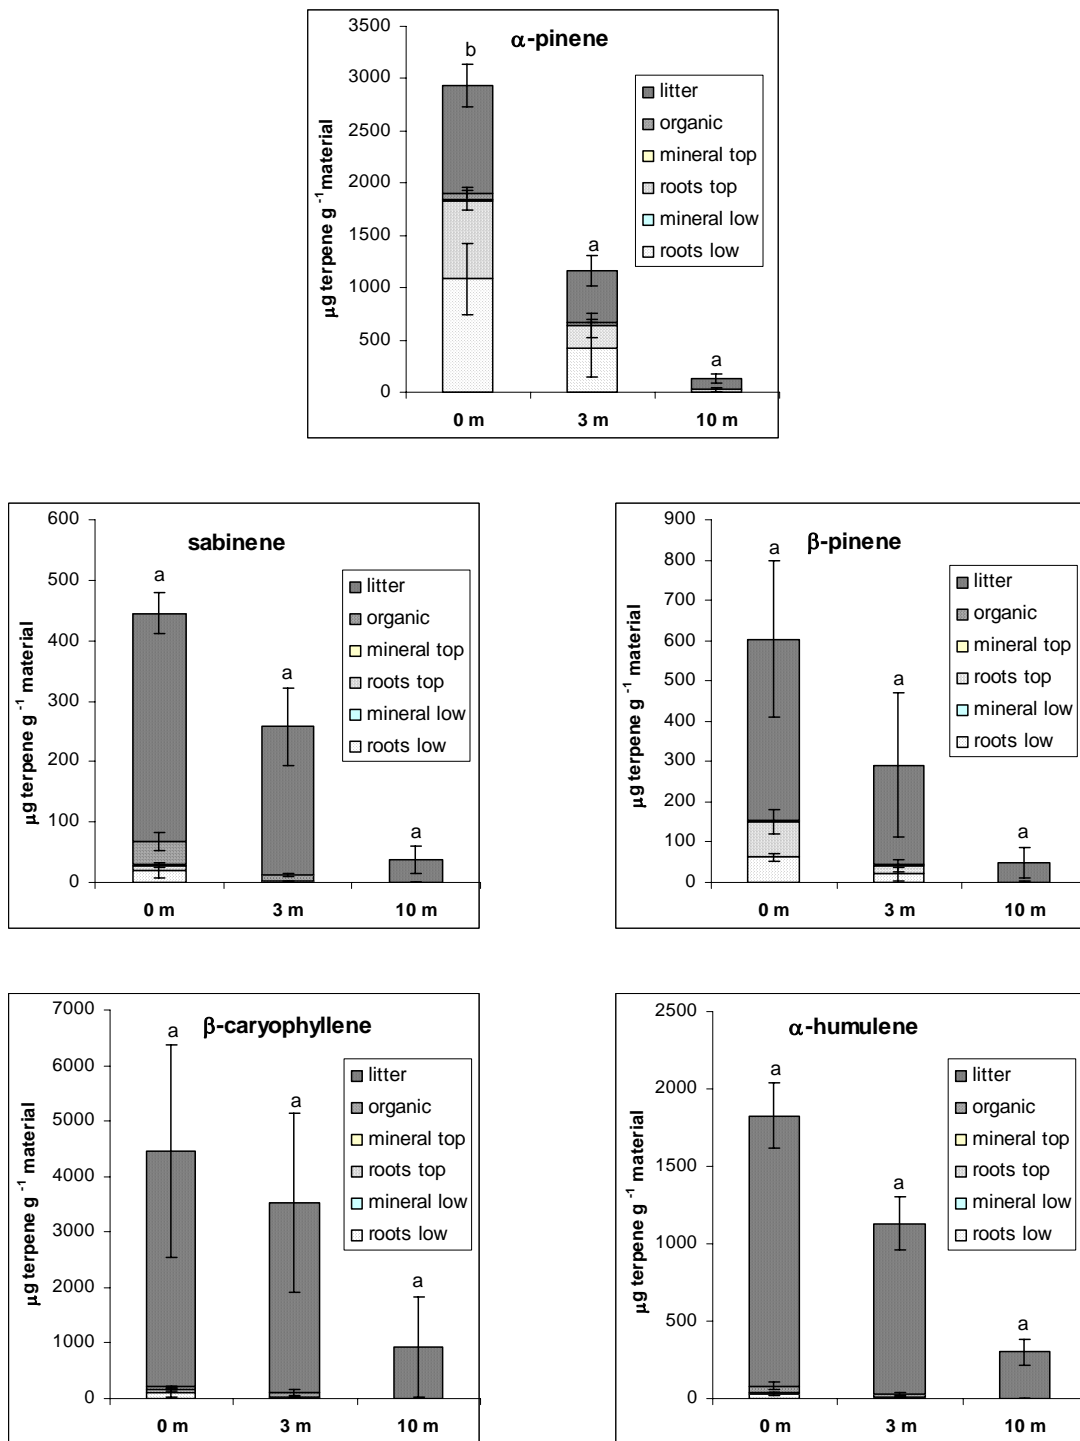 α-pinene
µg terpene g⁻¹ material
3500
3000
2500
2000
1500
1000
500
0
b
a
a
litter
organic
mineral top
roots top
mineral low
roots low
0 m 3 m 10 m
sabinene
µg terpene g⁻¹ material
600
500
400
300
200
100
0
a
a
a
litter
organic
mineral top
roots top
mineral low
roots low
0 m 3 m 10 m
β-pinene
µg terpene g⁻¹ material
900
800
700
600
500
400
300
200
100
0
a
a
a
litter
organic
mineral top
roots top
mineral low
roots low
0 m 3 m 10 m
β-caryophyllene
µg terpene g⁻¹ material
7000
6000
5000
4000
3000
2000
1000
0
a
a
a
litter
organic
mineral top
roots top
mineral low
roots low
0 m 3 m 10 m
α-humulene
µg terpene g⁻¹ material
2500
2000
1500
1000
500
0
a
a
a
litter
organic
mineral top
roots top
mineral low
roots low
0 m 3 m 10 m